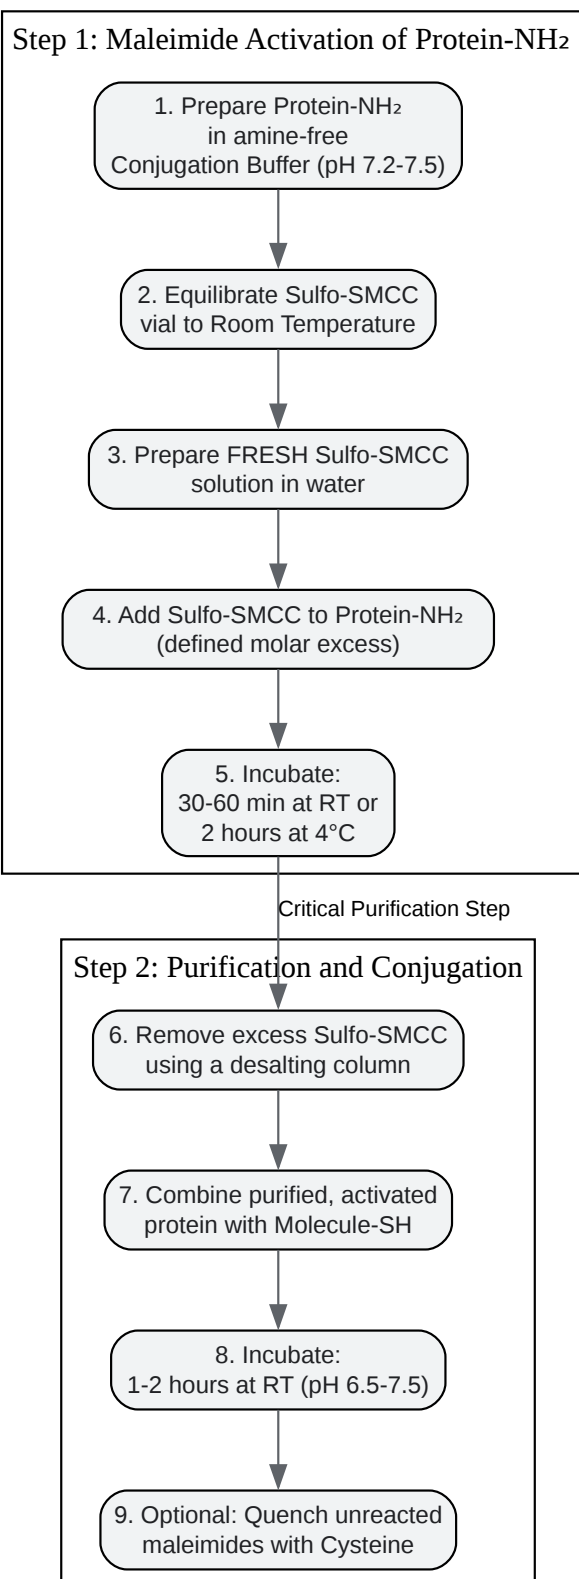 Step 1: Maleimide Activation of Protein-NH₂
1. Prepare Protein-NH₂
in amine-free
Conjugation Buffer (pH 7.2-7.5)
2. Equilibrate Sulfo-SMCC
vial to Room Temperature
3. Prepare FRESH Sulfo-SMCC
solution in water
4. Add Sulfo-SMCC to Protein-NH₂
(defined molar excess)
5. Incubate:
30-60 min at RT or
2 hours at 4°C
Critical Purification Step
Step 2: Purification and Conjugation
6. Remove excess Sulfo-SMCC
using a desalting column
7. Combine purified, activated
protein with Molecule-SH
8. Incubate:
1-2 hours at RT (pH 6.5-7.5)
9. Optional: Quench unreacted
maleimides with Cysteine